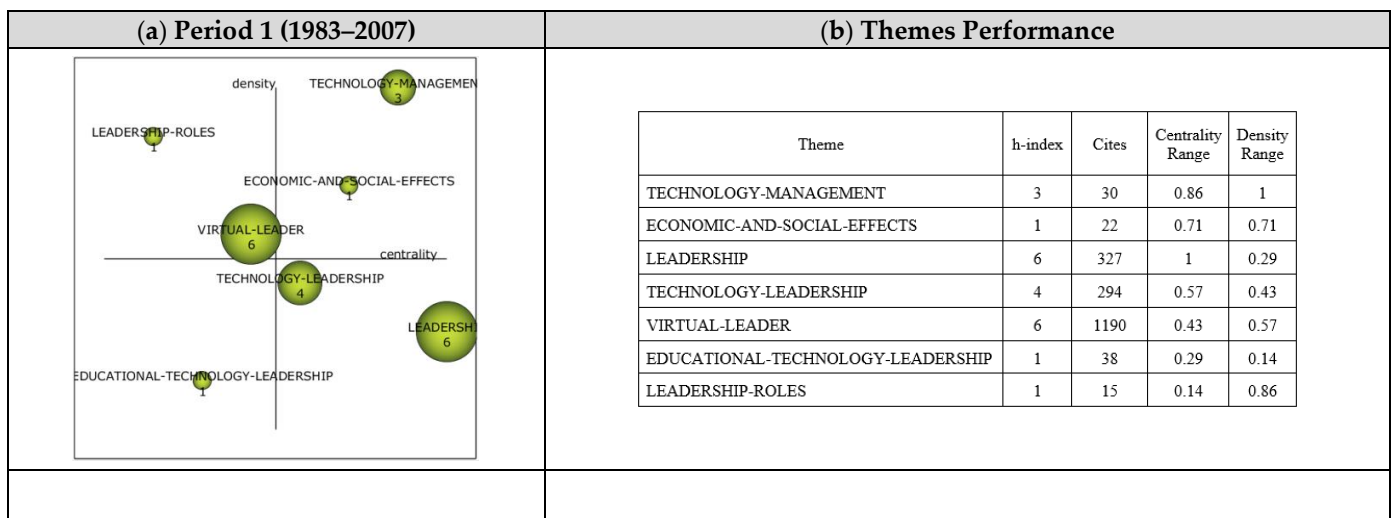 (a) Period 1 (1983–2007)
(b) Themes Performance
density
TECHNOLOGY-MANAGEMEN
3
LEADERSHIP-ROLES
1
ECONOMIC-AND-SOCIAL-EFFECTS
1
VIRTUAL-LEADER
6
centrality
TECHNOLOGY-LEADERSHIP
4
LEADERSHI
6
EDUCATIONAL-TECHNOLOGY-LEADERSHIP
1
Theme h-index Cites Centrality Range Density Range
TECHNOLOGY-MANAGEMENT 3 30 0.86 1
ECONOMIC-AND-SOCIAL-EFFECTS 1 22 0.71 0.71
LEADERSHIP 6 327 1 0.29
TECHNOLOGY-LEADERSHIP 4 294 0.57 0.43
VIRTUAL-LEADER 6 1190 0.43 0.57
EDUCATIONAL-TECHNOLOGY-LEADERSHIP 1 38 0.29 0.14
LEADERSHIP-ROLES 1 15 0.14 0.86